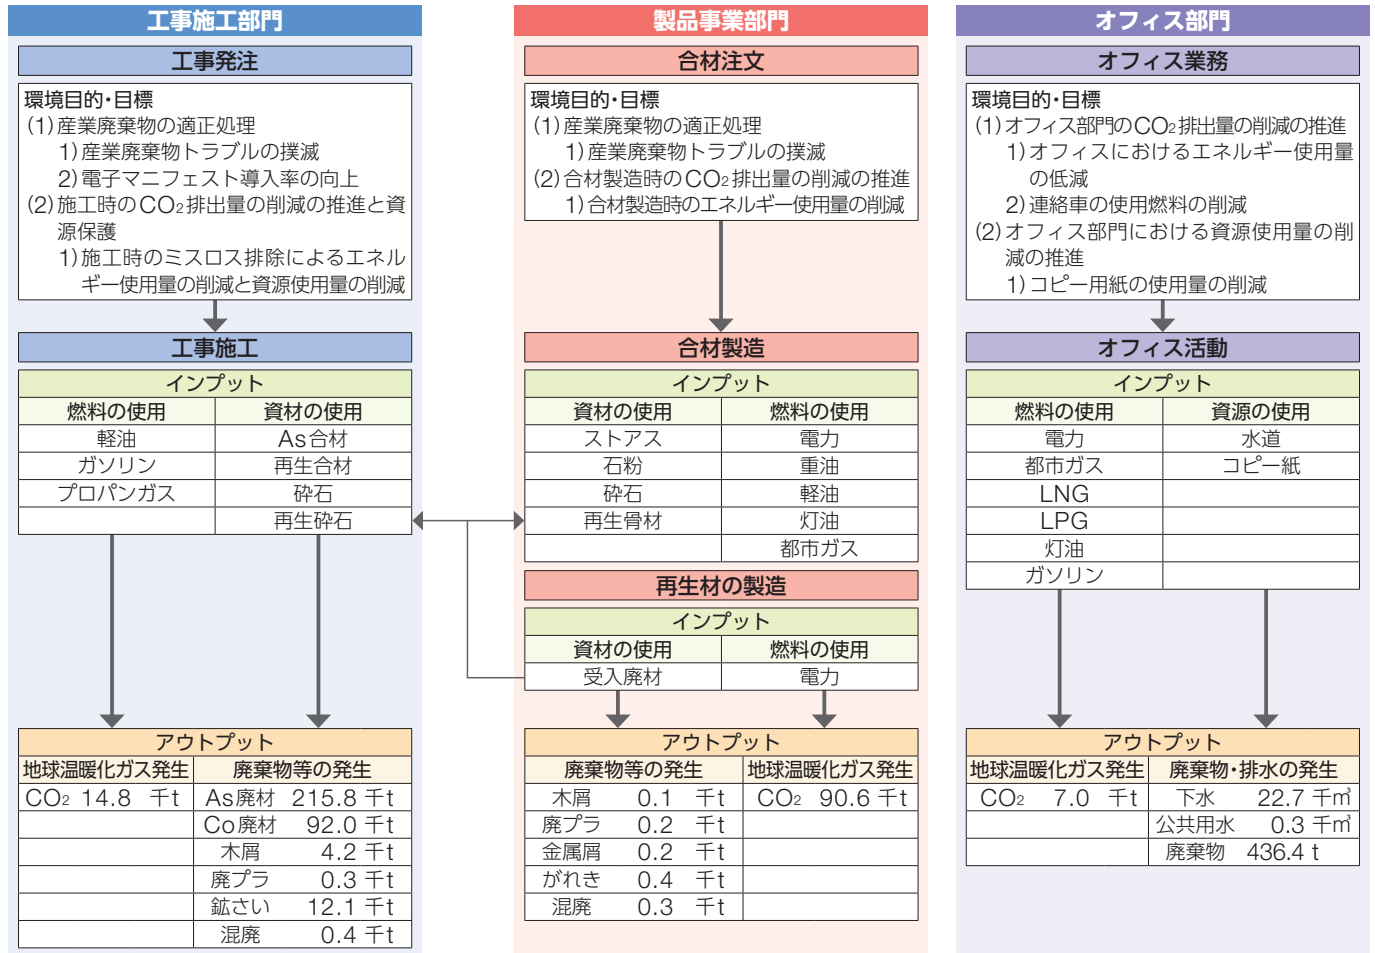 工事施工部門
工事発注
環境目的・目標
(1)産業廃棄物の適正処理
1)産業廃棄物トラブルの撲滅
2)電子マニフェスト導入率の向上
(2)施工時のCO₂排出量の削減の推進と資
源保護
1)施工時のミスロス排除によるエネル
ギー使用量の削減と資源使用量の削減
工事施工
インプット
燃料の使用 資材の使用
軽油 As合材
ガソリン 再生合材
プロパンガス 砕石
再生砕石
アウトプット
地球温暖化ガス発生 廃棄物等の発生
CO₂ 14.8 千t As廃材 215.8 千t
Co廃材 92.0 千t
木屑 4.2 千t
廃プラ 0.3 千t
鉱さい 12.1 千t
混廃 0.4 千t
製品事業部門
合材注文
環境目的・目標
(1)産業廃棄物の適正処理
1)産業廃棄物トラブルの撲滅
(2)合材製造時のCO₂排出量の削減の推進
1)合材製造時のエネルギー使用量の削減
合材製造
インプット
資材の使用 燃料の使用
ストアス 電力
石粉 重油
砕石 軽油
再生骨材 灯油
都市ガス
再生材の製造
インプット
資材の使用 燃料の使用
受入廃材 電力
アウトプット
廃棄物等の発生 地球温暖化ガス発生
木屑 0.1 千t CO₂ 90.6 千t
廃プラ 0.2 千t
金属屑 0.2 千t
がれき 0.4 千t
混廃 0.3 千t
オフィス部門
オフィス業務
環境目的・目標
(1)オフィス部門のCO₂排出量の削減の推進
1)オフィスにおけるエネルギー使用量
の低減
2)連絡車の使用燃料の削減
(2)オフィス部門における資源使用量の削
減の推進
1)コピー用紙の使用量の削減
オフィス活動
インプット
燃料の使用 資源の使用
電力 水道
都市ガス コピー紙
LNG
LPG
灯油
ガソリン
アウトプット
地球温暖化ガス発生 廃棄物・排水の発生
CO₂ 7.0 千t 下水 22.7 千㎥
公共用水 0.3 千㎥
廃棄物 436.4 t